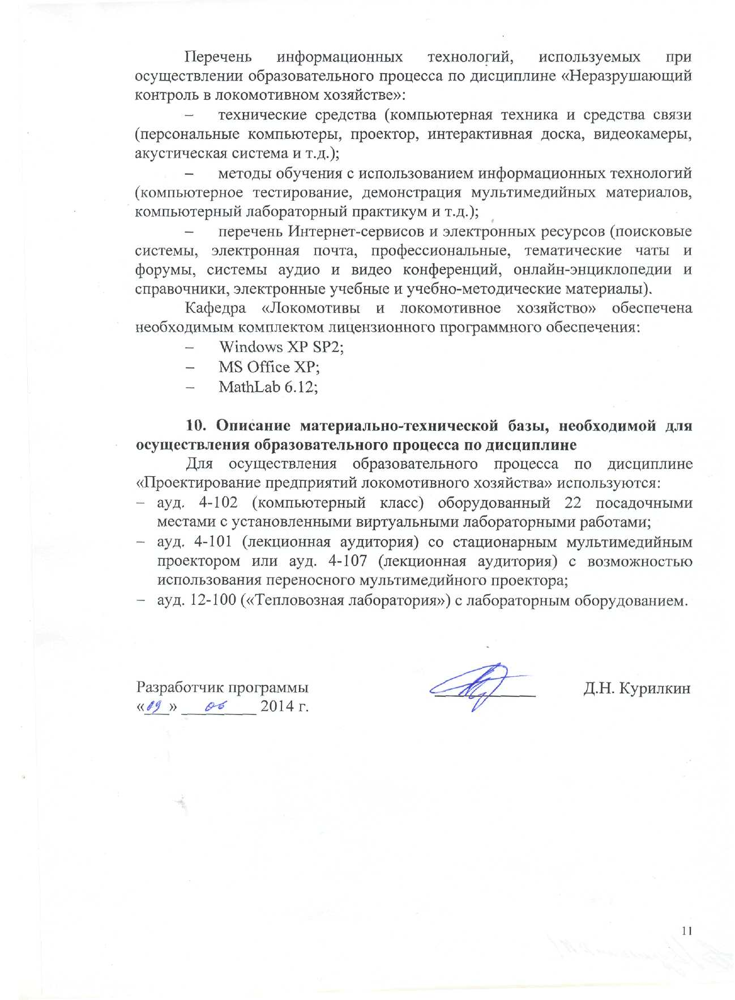 Перечень информационных технологий, используемых при
осуществлении образовательного процесса по дисциплине «Неразрушающий
контроль в локомотивном хозяйстве»:
– технические средства (компьютерная техника и средства связи
(персональные компьютеры, проектор, интерактивная доска, видеокамеры,
акустическая система и т.д.);
– методы обучения с использованием информационных технологий
(компьютерное тестирование, демонстрация мультимедийных материалов,
компьютерный лабораторный практикум и т.д.);
– перечень Интернет-сервисов и электронных ресурсов (поисковые
системы, электронная почта, профессиональные, тематические чаты и
форумы, системы аудио и видео конференций, онлайн-энциклопедии и
справочники, электронные учебные и учебно-методические материалы).
Кафедра «Локомотивы и локомотивное хозяйство» обеспечена
необходимым комплектом лицензионного программного обеспечения:
– Windows XP SP2;
– MS Office XP;
– MathLab 6.12;
10. Описание материально-технической базы, необходимой для
осуществления образовательного процесса по дисциплине
Для осуществления образовательного процесса по дисциплине
«Проектирование предприятий локомотивного хозяйства» используются:
– ауд. 4-102 (компьютерный класс) оборудованный 22 посадочными
местами с установленными виртуальными лабораторными работами;
– ауд. 4-101 (лекционная аудитория) со стационарным мультимедийным
проектором или ауд. 4-107 (лекционная аудитория) с возможностью
использования переносного мультимедийного проектора;
– ауд. 12-100 («Тепловозная лаборатория») с лабораторным оборудованием.
Разработчик программы ____________ Д.Н. Курилкин
«09» 06 2014 г.
11